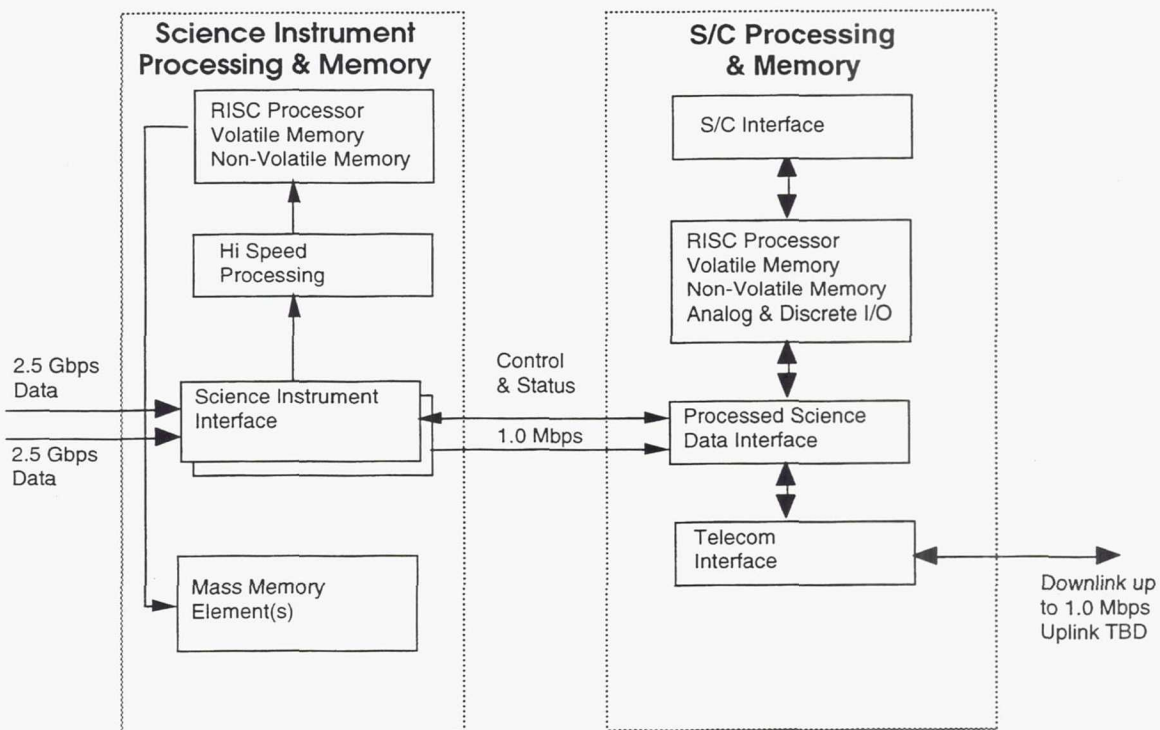 Science Instrument
Processing & Memory
RISC Processor
Volatile Memory
Non-Volatile Memory
Hi Speed
Processing
2.5 Gbps
Data
Science Instrument
Interface
2.5 Gbps
Data
Mass Memory
Element(s)
Control
& Status
1.0 Mbps
S/C Processing
& Memory
S/C Interface
RISC Processor
Volatile Memory
Non-Volatile Memory
Analog & Discrete I/O
Processed Science
Data Interface
Telecom
Interface
Downlink up
to 1.0 Mbps
Uplink TBD